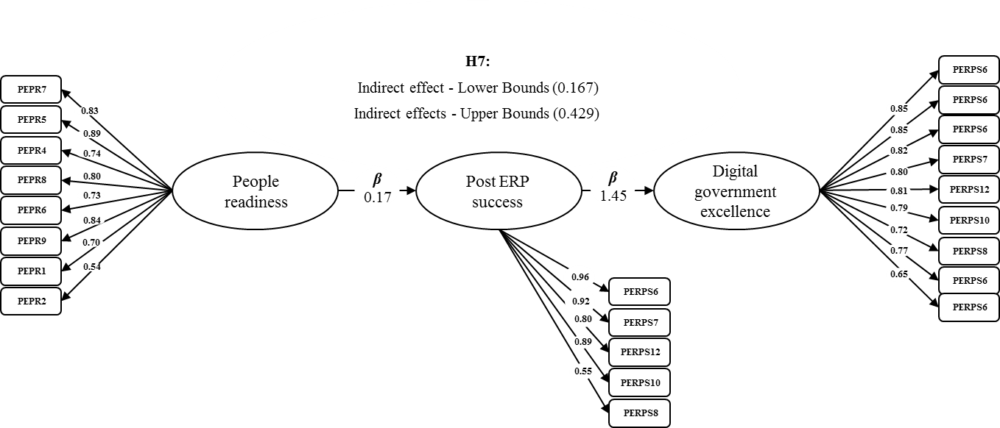 H7:
Indirect effect - Lower Bounds (0.167)
Indirect effects - Upper Bounds (0.429)
PEPR7
PEPR5
PEPR4
PEPR8
PEPR6
PEPR9
PEPR1
PEPR2
0.83
0.89
0.74
0.80
0.73
0.84
0.70
0.54
People
readiness
β
0.17
Post ERP
success
β
1.45
Digital
government
excellence
0.96
0.92
0.80
0.89
0.55
PERPS6
PERPS7
PERPS12
PERPS10
PERPS8
0.85
0.85
0.82
0.80
0.81
0.79
0.72
0.77
0.65
PERPS6
PERPS6
PERPS6
PERPS7
PERPS12
PERPS10
PERPS8
PERPS6
PERPS6